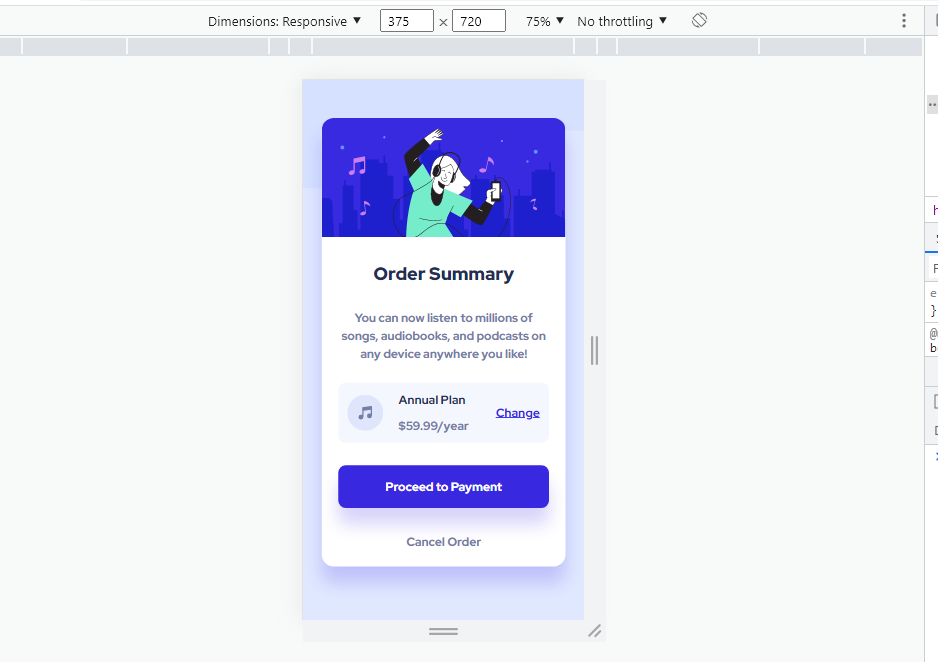 Dimensions: Responsive ▼ 375 × 720 75% ▼ No throttling ▼
Order Summary
You can now listen to millions of
songs, audiobooks, and podcasts on
any device anywhere you like!
Annual Plan
$59.99/year
Change
Proceed to Payment
Cancel Order